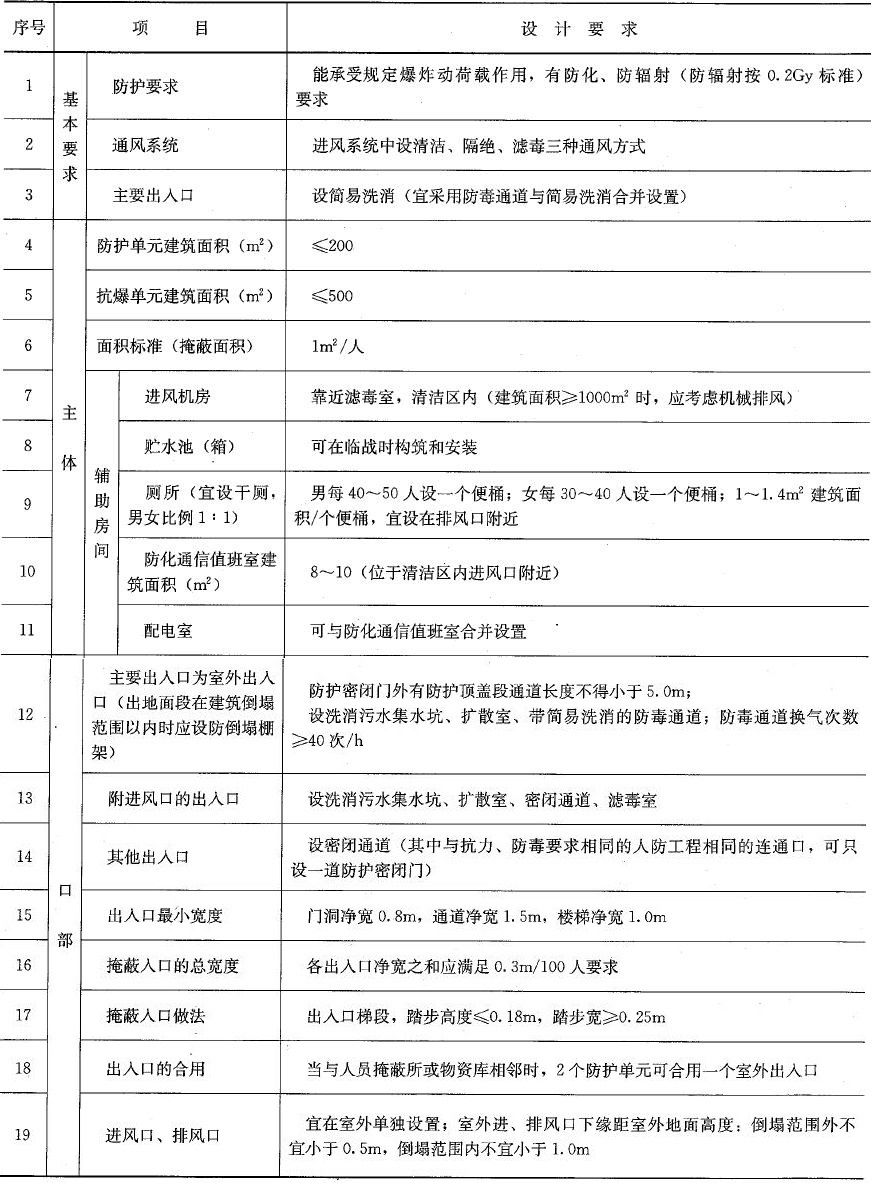 序号 项 目 设 计 要 求
基本要求
1 防护要求 能承受规定爆炸动荷载作用，有防化、防辐射（防辐射按 0.2Gy 标准）
要求
2 通风系统 进风系统中设清洁、隔绝、滤毒三种通风方式
3 主要出入口 设简易洗消（宜采用防毒通道与简易洗消合并设置）
主体
4 防护单元建筑面积（m²） ≤200
5 抗爆单元建筑面积（m²） ≤500
6 面积标准（掩蔽面积） 1m²/人
辅助房间
7 进风机房 靠近滤毒室，清洁区内（建筑面积≥1000m² 时，应考虑机械排风）
8 贮水池（箱） 可在临战时构筑和安装
9 厕所（宜设干厕，
男女比例 1∶1）
男每 40～50 人设一个便桶；女每 30～40 人设一个便桶；1～1.4m² 建筑面
积/个便桶，宜设在排风口附近
10 防化通信值班室建
筑面积（m²）
8～10（位于清洁区内进风口附近）
11 配电室 可与防化通信值班室合并设置
口部
12 主要出入口为室外出入
口（出地面段在建筑倒塌
范围以内时应设防倒塌棚
架）
防护密闭门外有防护顶盖段通道长度不得小于 5.0m；
设洗消污水集水坑、扩散室、带简易洗消的防毒通道；防毒通道换气次数
≥40 次/h
13 附进风口的出入口 设洗消污水集水坑、扩散室、密闭通道、滤毒室
14 其他出入口 设密闭通道（其中与抗力、防毒要求相同的人防工程相同的连通口，可只
设一道防护密闭门）
15 出入口最小宽度 门洞净宽 0.8m，通道净宽 1.5m，楼梯净宽 1.0m
16 掩蔽入口的总宽度 各出入口净宽之和应满足 0.3m/100 人要求
17 掩蔽入口做法 出入口梯段，踏步高度≤0.18m，踏步宽≥0.25m
18 出入口的合用 当与人员掩蔽所或物资库相邻时，2 个防护单元可合用一个室外出入口
19 进风口、排风口 宜在室外单独设置；室外进、排风口下缘距室外地面高度：倒塌范围外不
宜小于 0.5m，倒塌范围内不宜小于 1.0m